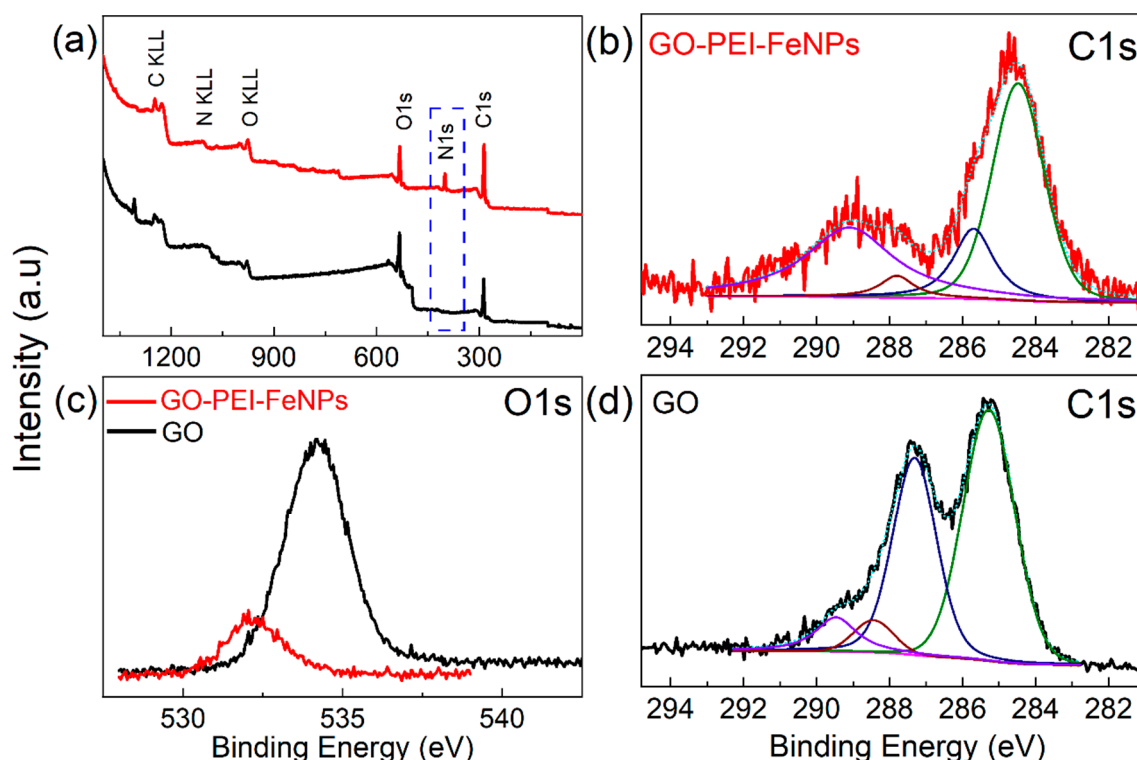 (a)
C KLL
N KLL
O KLL
O1s
N1s
C1s
1200 900 600 300
(b)
GO-PEI-FeNPs
C1s
294 292 290 288 286 284 282
Intensity (a.u)
(c)
GO-PEI-FeNPs
GO
O1s
530 535 540
Binding Energy (eV)
(d)
GO
C1s
294 292 290 288 286 284 282
Binding Energy (eV)